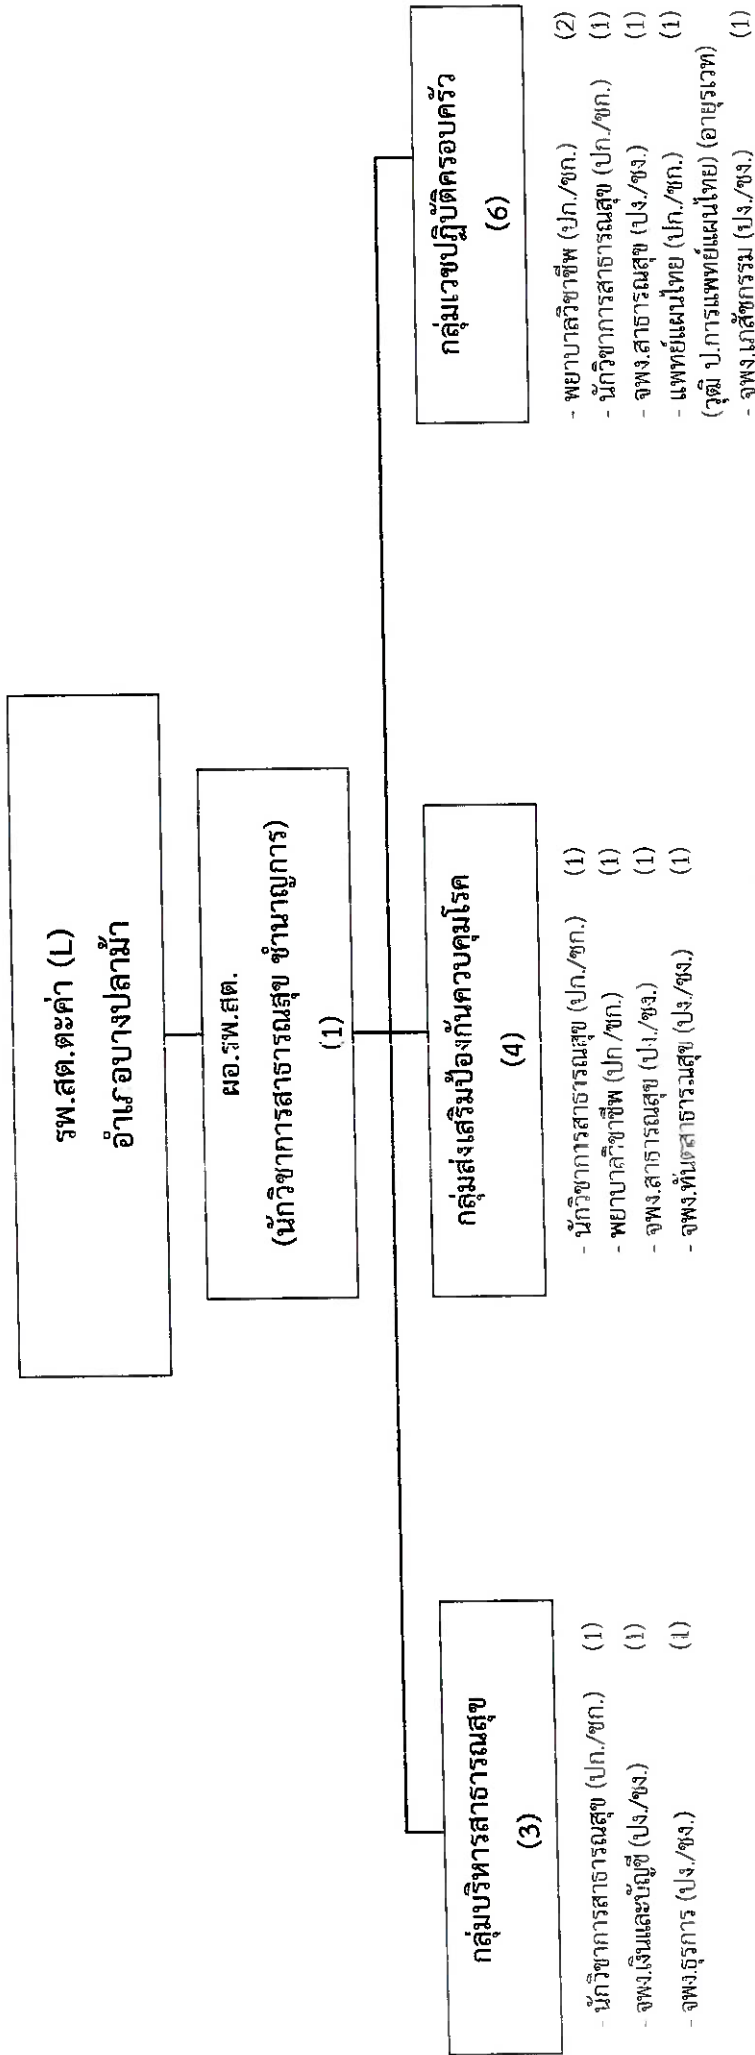 รพ.สต.ตะค่า (L)
อำเภอบางปลาม้า
ผอ.รพ.สต.
(นักวิชาการสาธารณสุข ชำนาญการ)
(1)
กลุ่มบริหารสาธารณสุข
(3)
- นักวิชาการสาธารณสุข (ปก./ชก.) (1)
- จพง.เงินและบัญชี (ปง./ชง.) (1)
- จพง.ธุรการ (ปง./ชง.) (1)
กลุ่มส่งเสริมป้องกันควบคุมโรค
(4)
- นักวิชาการสาธารณสุข (ปก./ชก.) (1)
- พยาบาลวิชาชีพ (ปก/ชก.) (1)
- จพง.สาธารณสุข (ปง./ชง.) (1)
- จพง.ทันตสาธารณสุข (ปง./ชง.) (1)
กลุ่มเวชปฏิบัติครอบครัว
(6)
- พยาบาลวิชาชีพ (ปก./ชก.) (2)
- นักวิชาการสาธารณสุข (ปก./ชก.) (1)
- จพง.สาธารณสุข (ปง./ชง.) (1)
- แพทย์แผนไทย (ปก./ชก.) (1)
(วุฒิ ป.การแพทย์แผนไทย) (อายุรเวท)
- จพง.เภสัชกรรม (ปง./ชง.) (1)